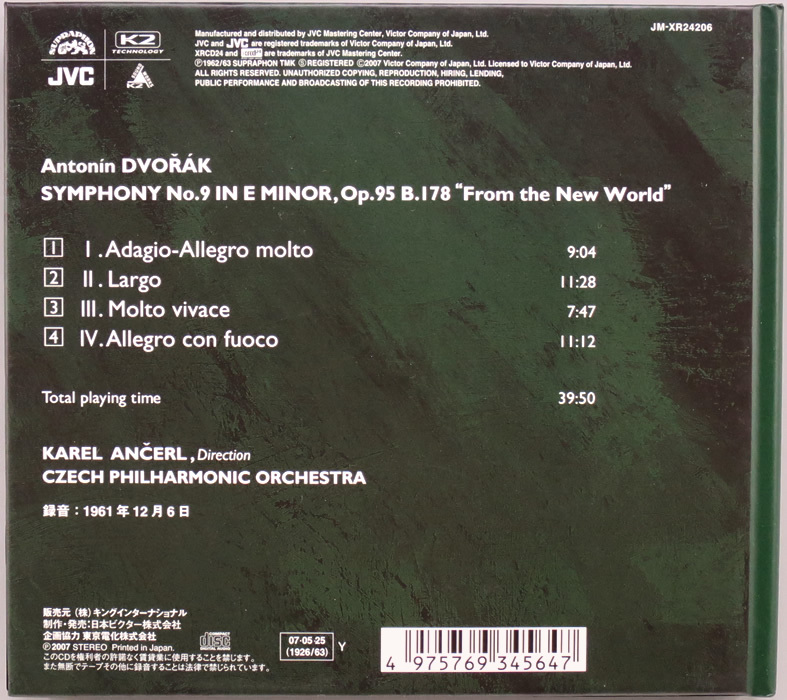 SUPRAPHON
K2
TECHNOLOGY
JVC
Manufactured and distributed by JVC Mastering Center, Victor Company of Japan, Ltd.
JVC and JVC are registered trademarks of Victor Company of Japan, Ltd.
XRCD24 and are trademarks of JVC Mastering Center.
Ⓟ1962/63 SUPRAPHON TMK ⓈREGISTERED Ⓒ2007 Victor Company of Japan, Ltd. Licensed to Victor Company of Japan, Ltd.
ALL RIGHTS RESERVED. UNAUTHORIZED COPYING, REPRODUCTION, HIRING, LENDING,
PUBLIC PERFORMANCE AND BROADCASTING OF THIS RECORDING PROHIBITED.
JM-XR24206
Antonín DVOŘÁK
SYMPHONY No.9 IN E MINOR, Op.95 B.178 “From the New World”
1 I. Adagio-Allegro molto 9:04
2 II. Largo 11:28
3 III. Molto vivace 7:47
4 IV. Allegro con fuoco 11:12
Total playing time 39:50
KAREL ANČERL, Direction
CZECH PHILHARMONIC ORCHESTRA
録音：1961年12月6日
販売元 (株) キングインターナショナル
制作・発売：日本ビクター株式会社
企画協力 東京電化株式会社
Ⓟ2007 STEREO Printed in Japan.
このCDを権利者の許諾なく賃貸業に使用することを禁じます。
また無断でテープその他に録音することは法律で禁じられています。
COMPACT
disc
DIGITAL AUDIO
07·05·25
(1926/63)
Y
4 975769 345647